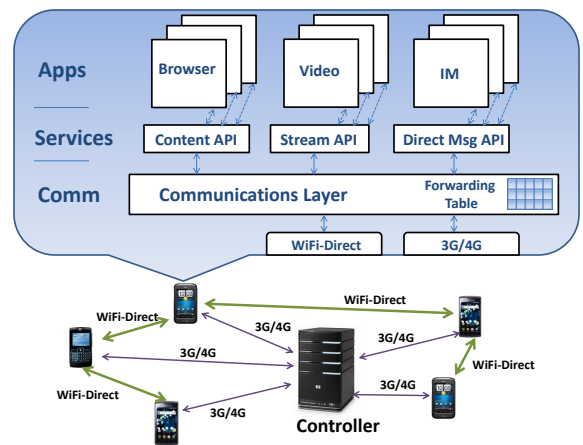 Apps
Browser
Video
IM
Services
Content API
Stream API
Direct Msg API
Comm
Communications Layer
Forwarding
Table
WiFi-Direct
3G/4G
WiFi-Direct
WiFi-Direct
3G/4G
3G/4G
3G/4G
WiFi-Direct
WiFi-Direct
3G/4G
3G/4G
Controller